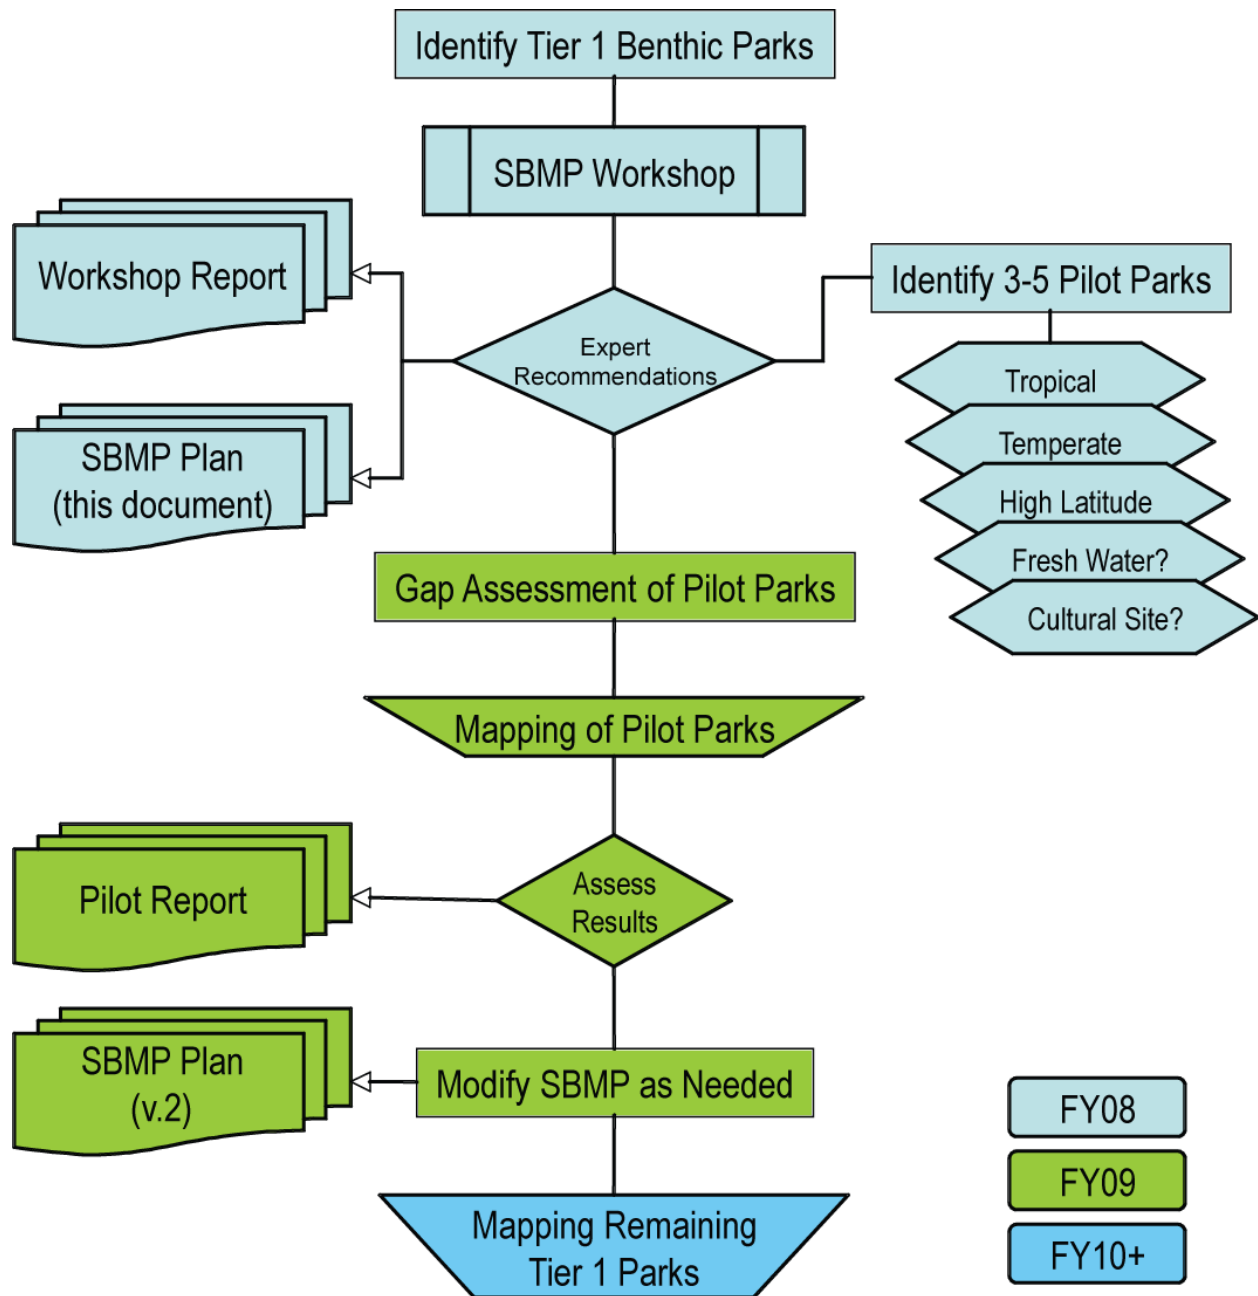 Identify Tier 1 Benthic Parks
SBMP Workshop
Workshop Report
Expert
Recommendations
Identify 3-5 Pilot Parks
Tropical
Temperate
High Latitude
Fresh Water?
Cultural Site?
SBMP Plan
(this document)
Gap Assessment of Pilot Parks
Mapping of Pilot Parks
Assess
Results
Pilot Report
Modify SBMP as Needed
SBMP Plan
(v.2)
Mapping Remaining
Tier 1 Parks
FY08
FY09
FY10+